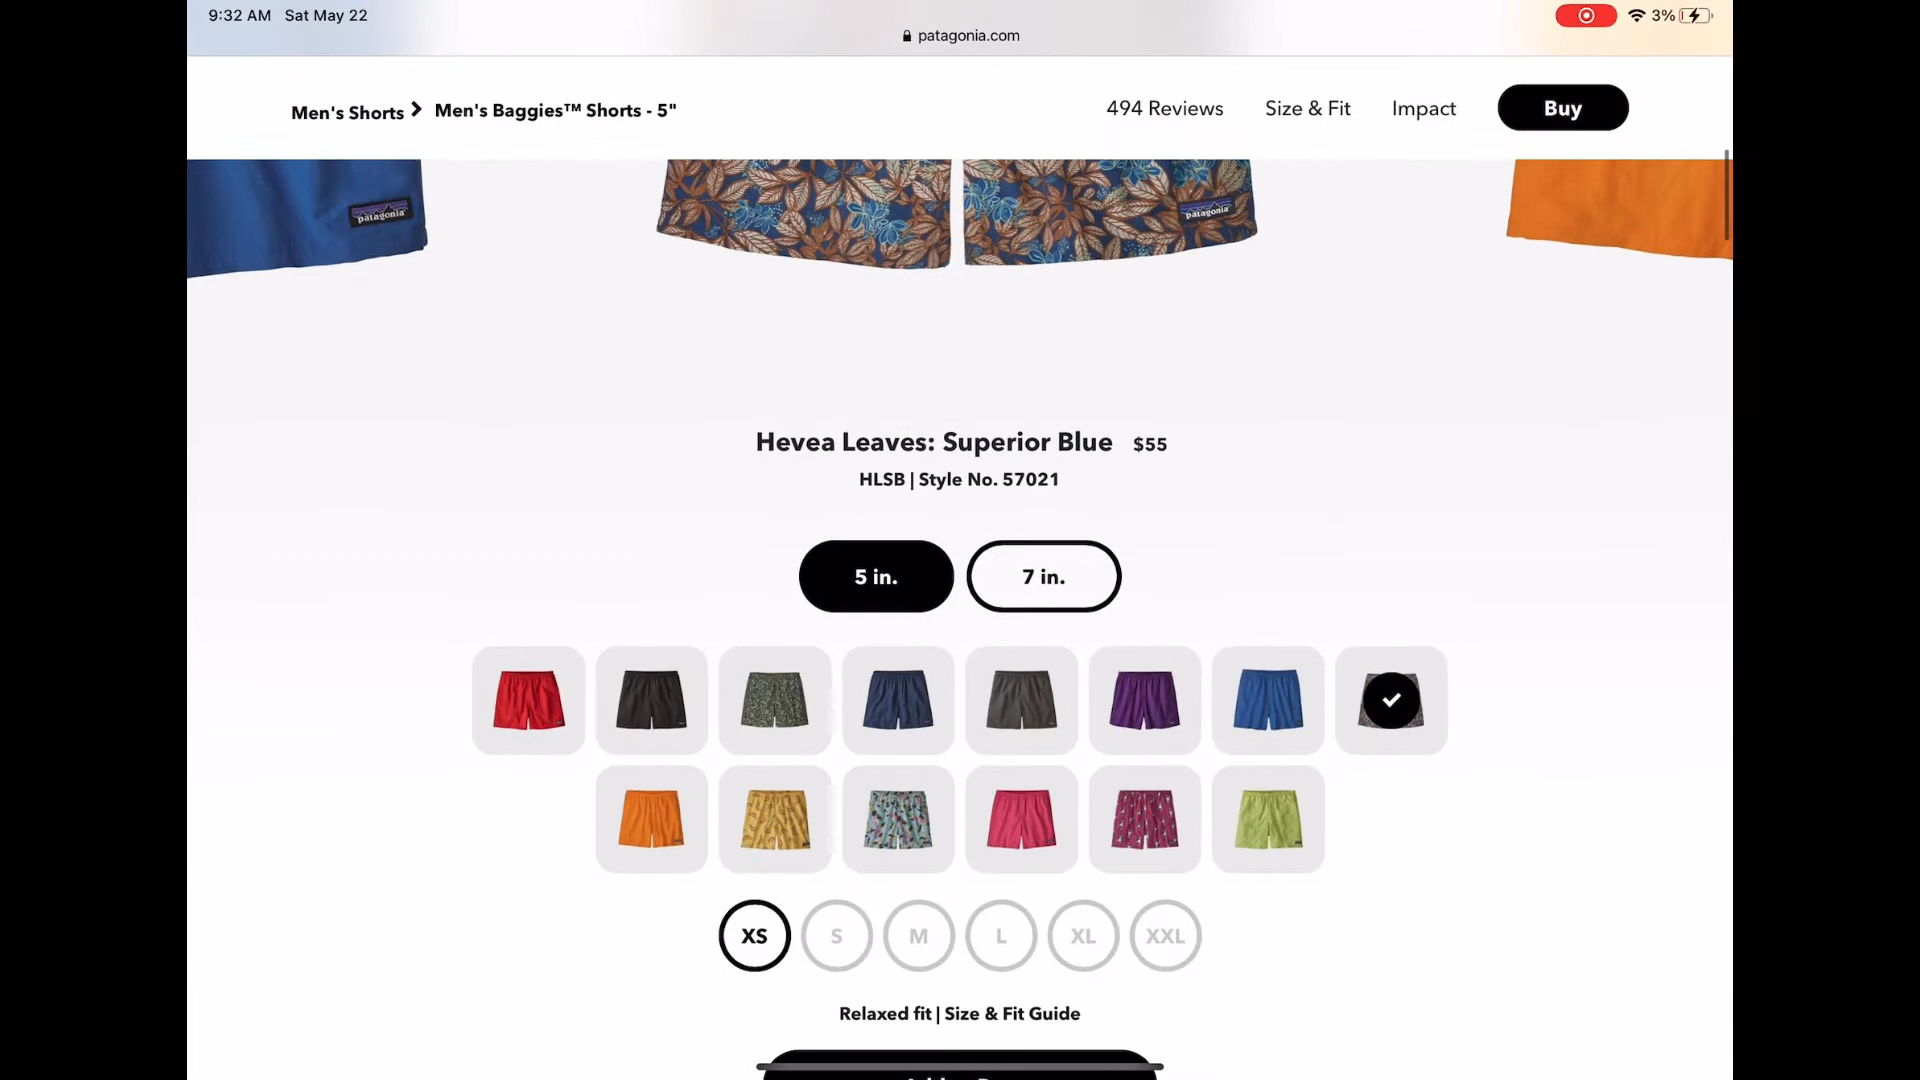 9:32 AM Sat May 22
3%
patagonia.com
Men's Shorts > Men's Baggies™ Shorts - 5"
494 Reviews
Size & Fit
Impact
Buy
patagonia
patagonia
Hevea Leaves: Superior Blue $55
HLSB | Style No. 57021
5 in.
7 in.
XS
S
M
L
XL
XXL
Relaxed fit | Size & Fit Guide